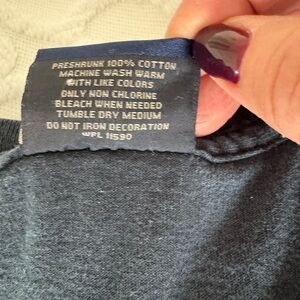 PRESHRUNK 100% COTTON
MACHINE WASH WARM
WITH LIKE COLORS
ONLY NON CHLORINE
BLEACH WHEN NEEDED
TUMBLE DRY MEDIUM
DO NOT IRON DECORATION
WPL 11590